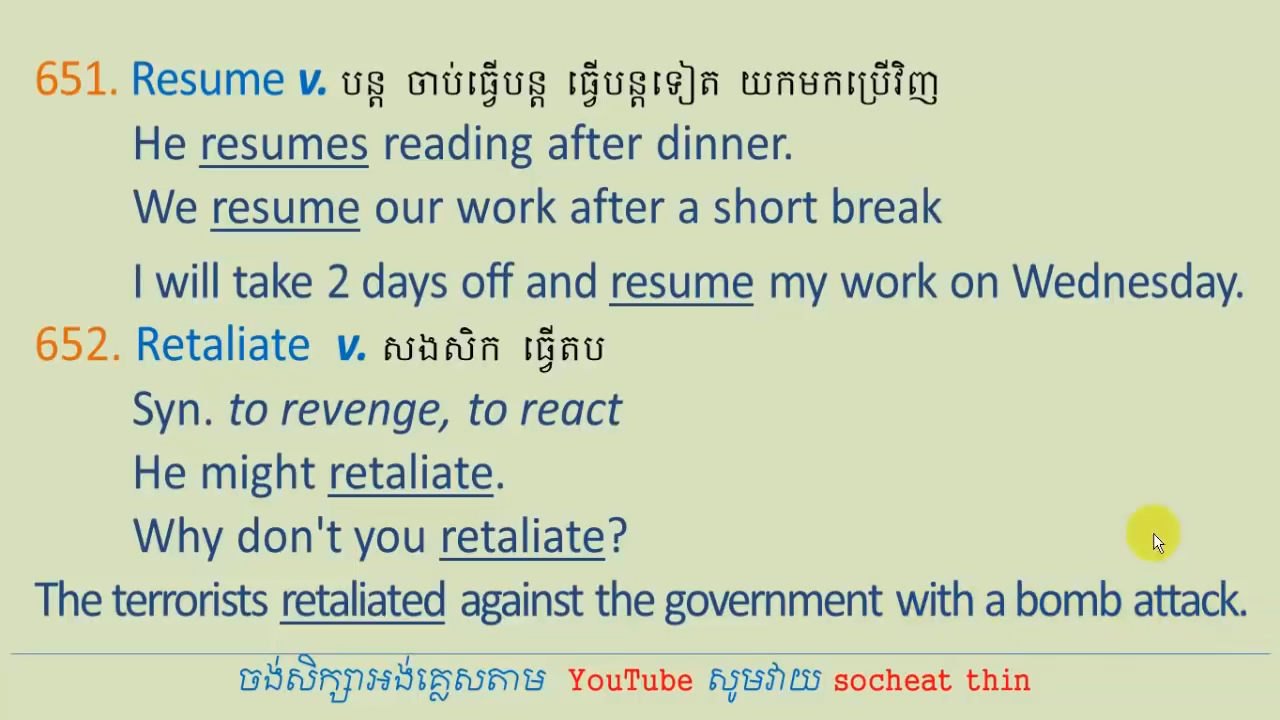 651. Resume v. បន្ត ចាប់ធ្វើបន្ត ធ្វើបន្តទៀត យកមកប្រើវិញ
He resumes reading after dinner.
We resume our work after a short break
I will take 2 days off and resume my work on Wednesday.
652. Retaliate v. សងសឹក ធ្វើតប
Syn. to revenge, to react
He might retaliate.
Why don't you retaliate?
The terrorists retaliated against the government with a bomb attack.
ចង់សិក្សាអង់គ្លេសតាម YouTube សូមវាយ socheat thin